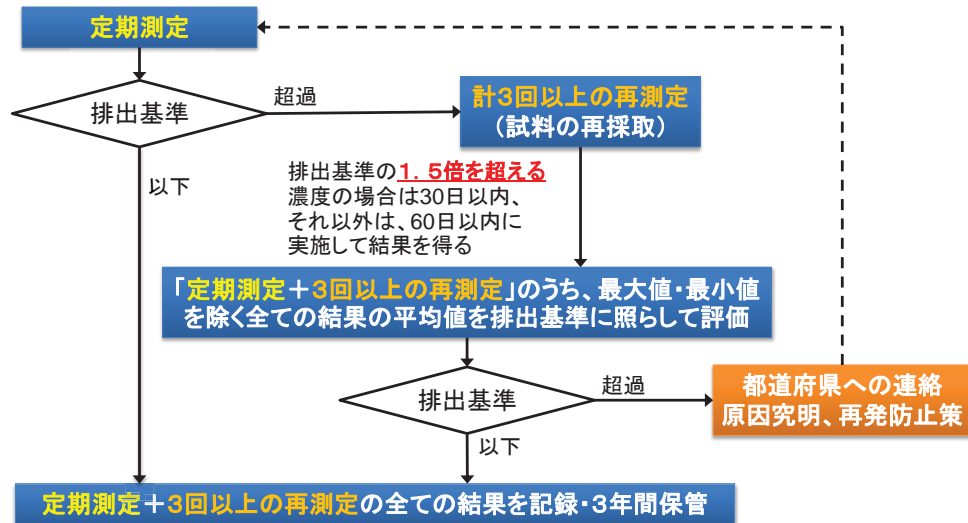 定期測定
排出基準
超過
計3回以上の再測定
（試料の再採取）
以下
排出基準の1．5倍を超える
濃度の場合は30日以内、
それ以外は、60日以内に
実施して結果を得る
「定期測定＋3回以上の再測定」のうち、最大値・最小値
を除く全ての結果の平均値を排出基準に照らして評価
排出基準
超過
都道府県への連絡
原因究明、再発防止策
以下
定期測定＋3回以上の再測定の全ての結果を記録・3年間保管